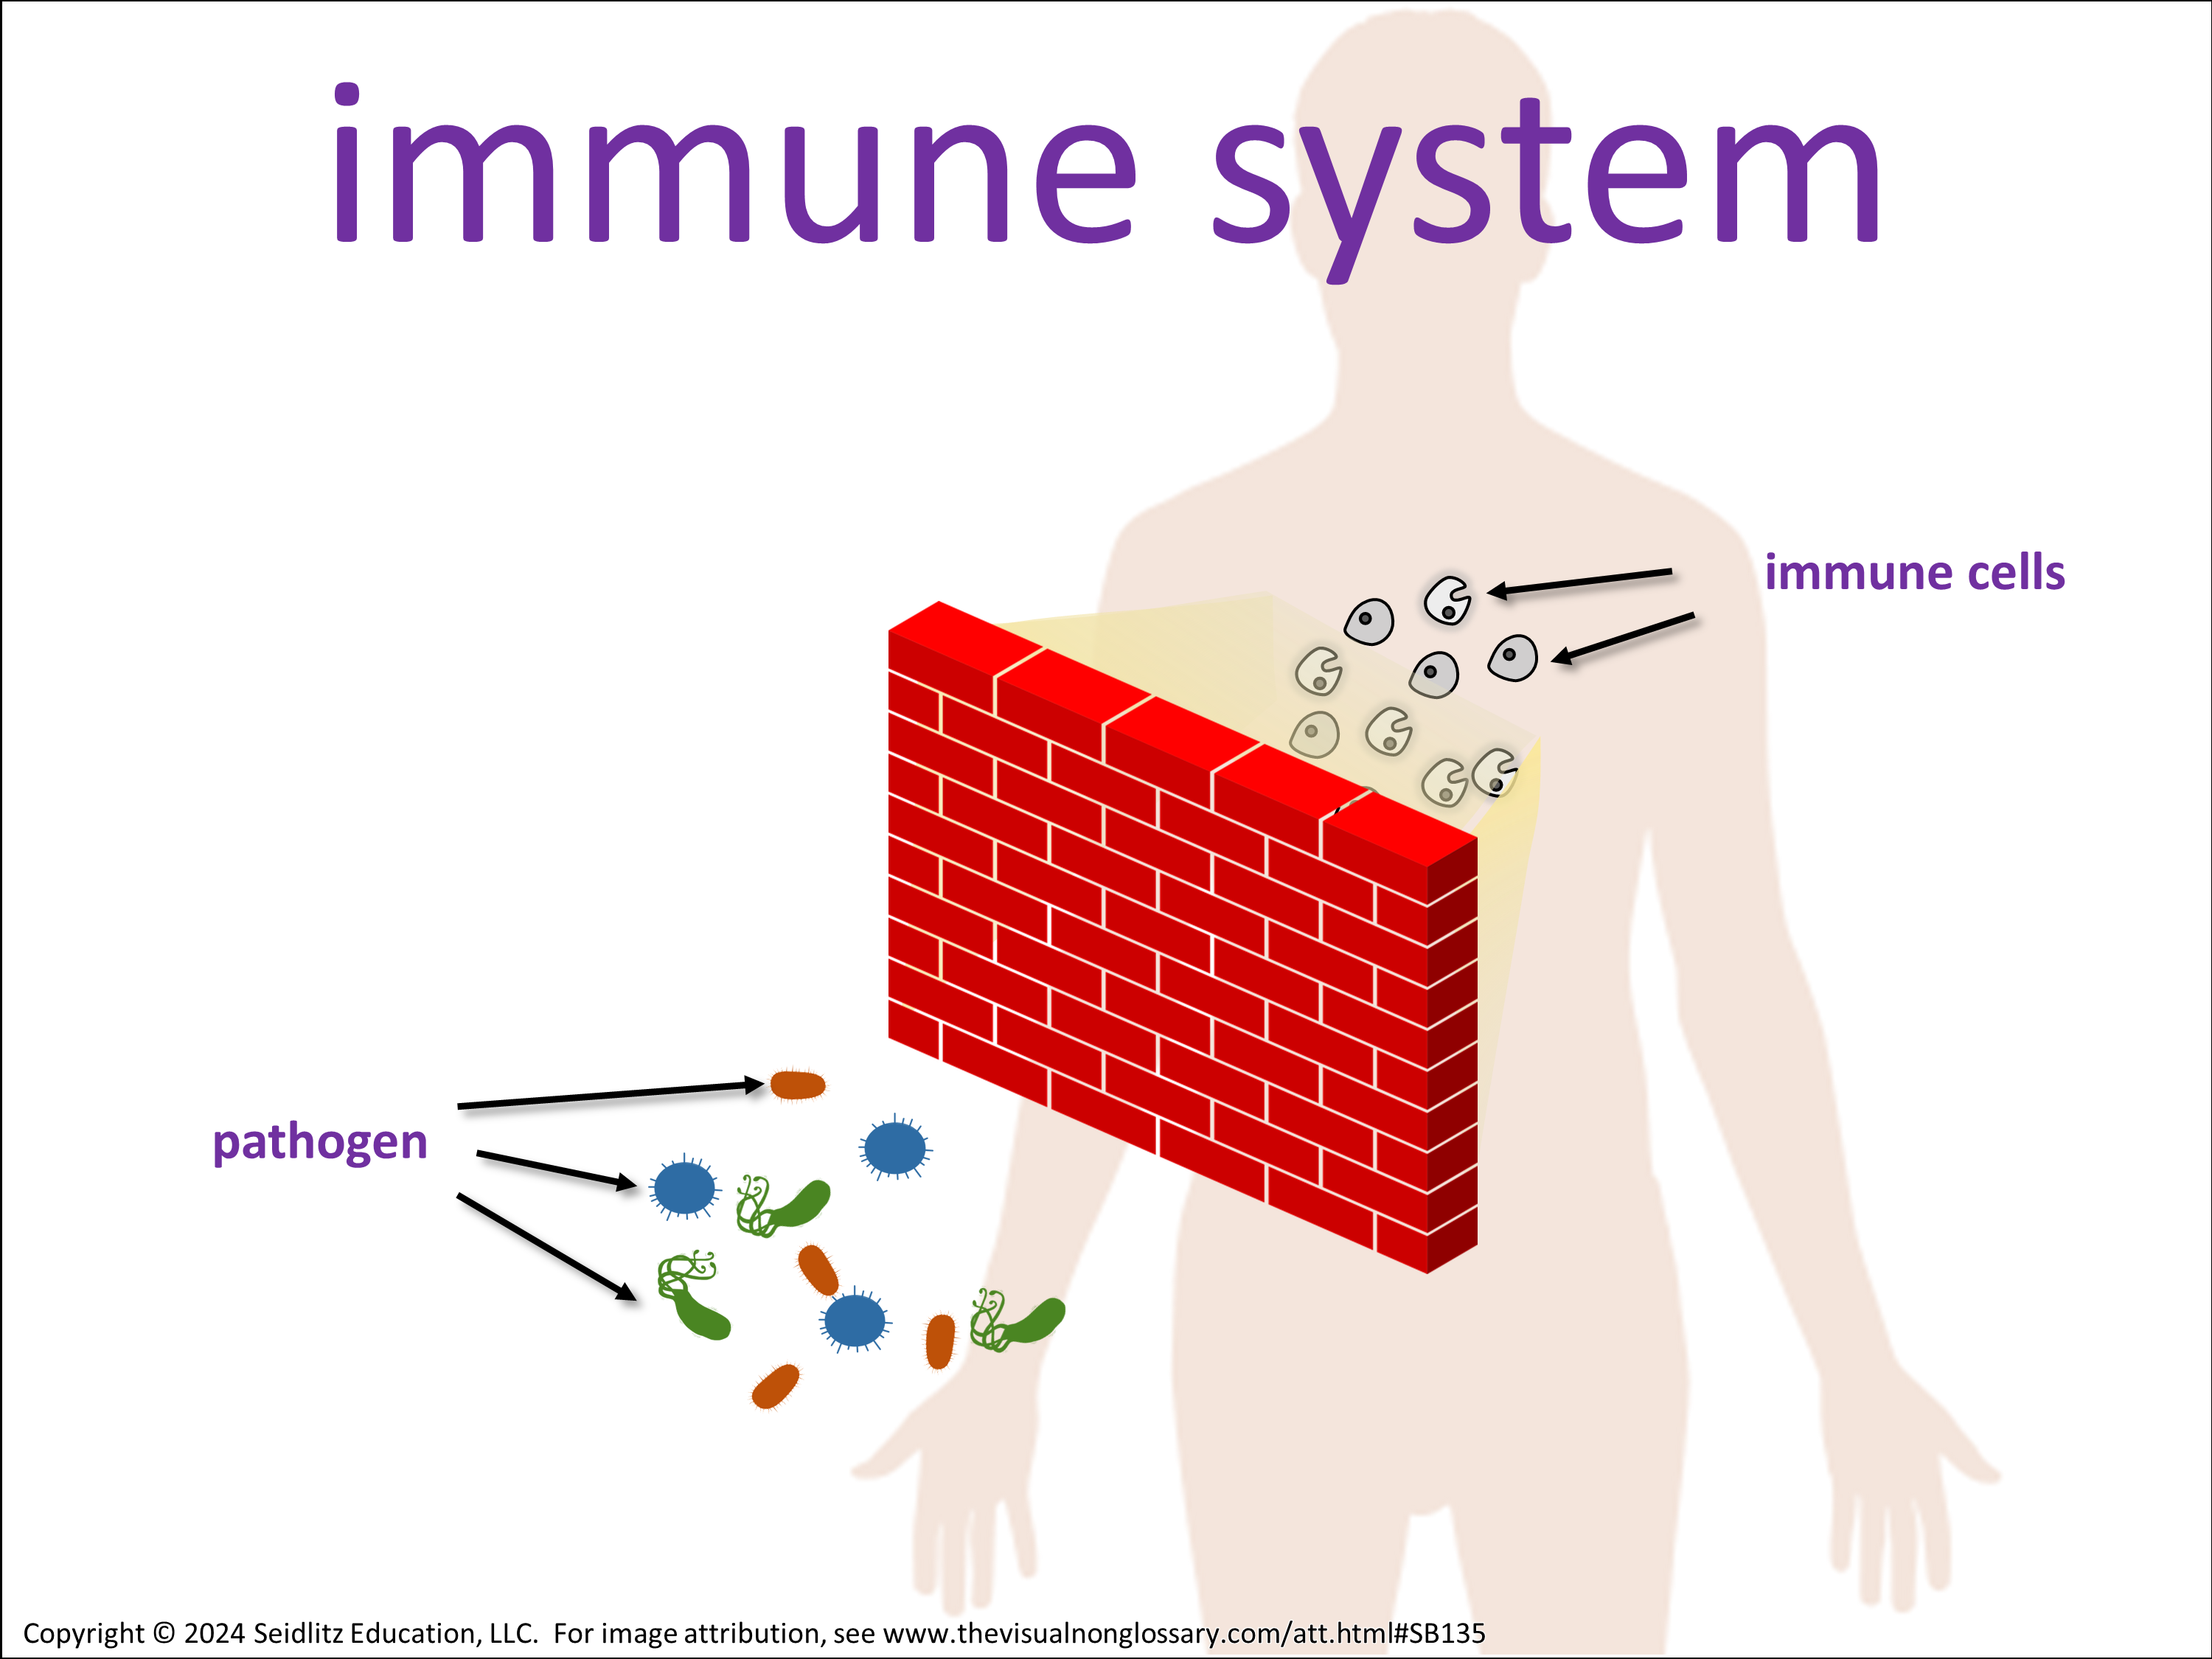 immune system
immune cells
pathogen
Copyright © 2024 Seidlitz Education, LLC.  For image attribution, see www.thevisualnonglossary.com/att.html#SB135